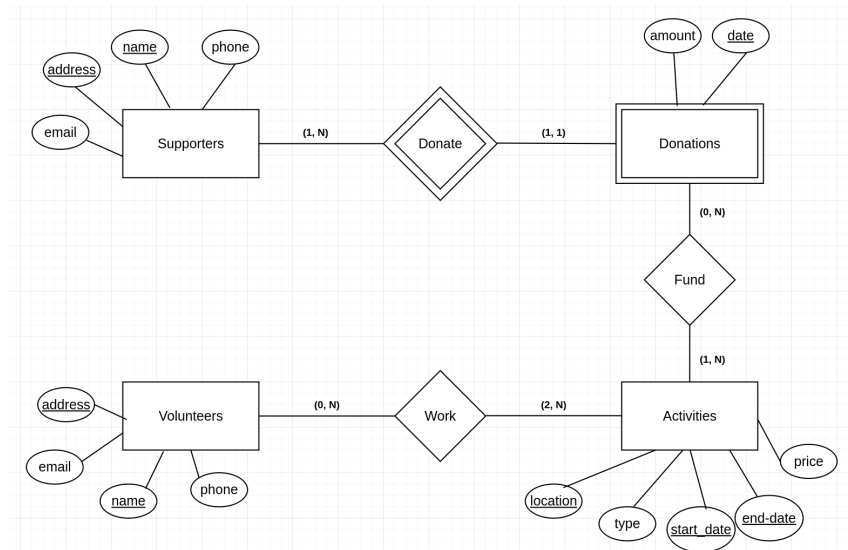 name
phone
amount
date
address
email
Supporters
(1, N)
Donate
(1, 1)
Donations
(0, N)
Fund
(1, N)
address
Volunteers
(0, N)
Work
(2, N)
Activities
email
name
phone
location
type
start_date
end-date
price